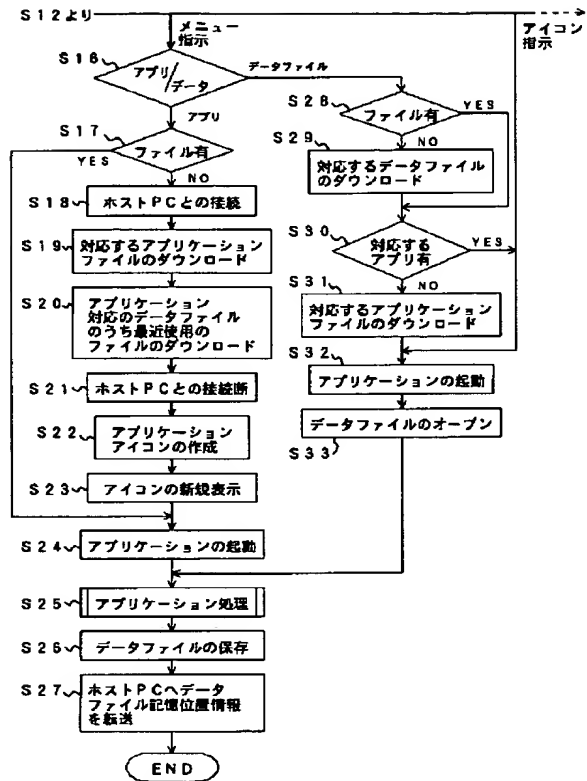 S12より
メニュー
指示
アイコン
指示
S16
アプリ
/
データ
データファイル
アプリ
S17
ファイル有
YES
NO
S18
ホストPCとの接続
S19
対応するアプリケーション
ファイルのダウンロード
S20
アプリケーション
対応のデータファイル
のうち最近使用の
ファイルのダウンロード
S21
ホストPCとの接続断
S22
アプリケーション
アイコンの作成
S23
アイコンの新規表示
S24
アプリケーションの起動
S25
アプリケーション処理
S26
データファイルの保存
S27
ホストPCへデータ
ファイル記憶位置情報
を転送
END
S28
ファイル有
YES
NO
S29
対応するデータファイル
のダウンロード
S30
対応する
アプリ有
YES
NO
S31
対応するアプリケーション
ファイルのダウンロード
S32
アプリケーションの起動
データファイルのオープン
S33